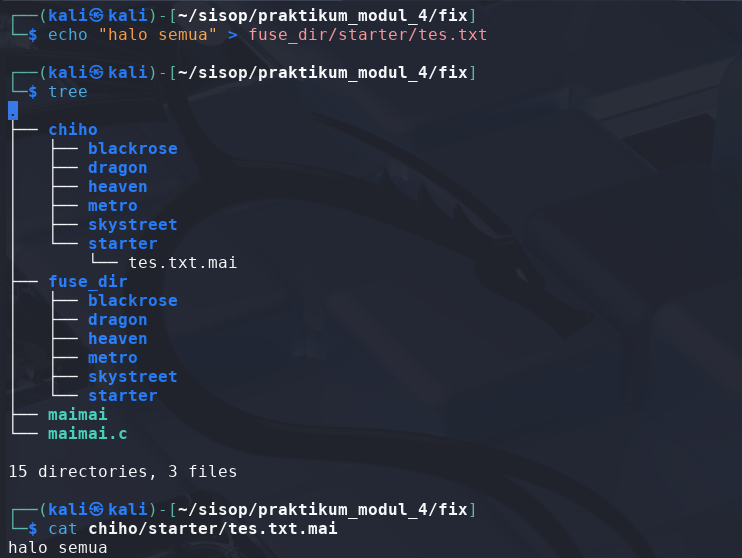 ┌──(kali㉿kali)-[~/sisop/praktikum_modul_4/fix]
└─$ echo "halo semua" > fuse_dir/starter/tes.txt

┌──(kali㉿kali)-[~/sisop/praktikum_modul_4/fix]
└─$ tree
.
├── chiho
│   ├── blackrose
│   ├── dragon
│   ├── heaven
│   ├── metro
│   ├── skystreet
│   └── starter
│       └── tes.txt.mai
├── fuse_dir
│   ├── blackrose
│   ├── dragon
│   ├── heaven
│   ├── metro
│   ├── skystreet
│   └── starter
├── maimai
└── maimai.c

15 directories, 3 files

┌──(kali㉿kali)-[~/sisop/praktikum_modul_4/fix]
└─$ cat chiho/starter/tes.txt.mai
halo semua